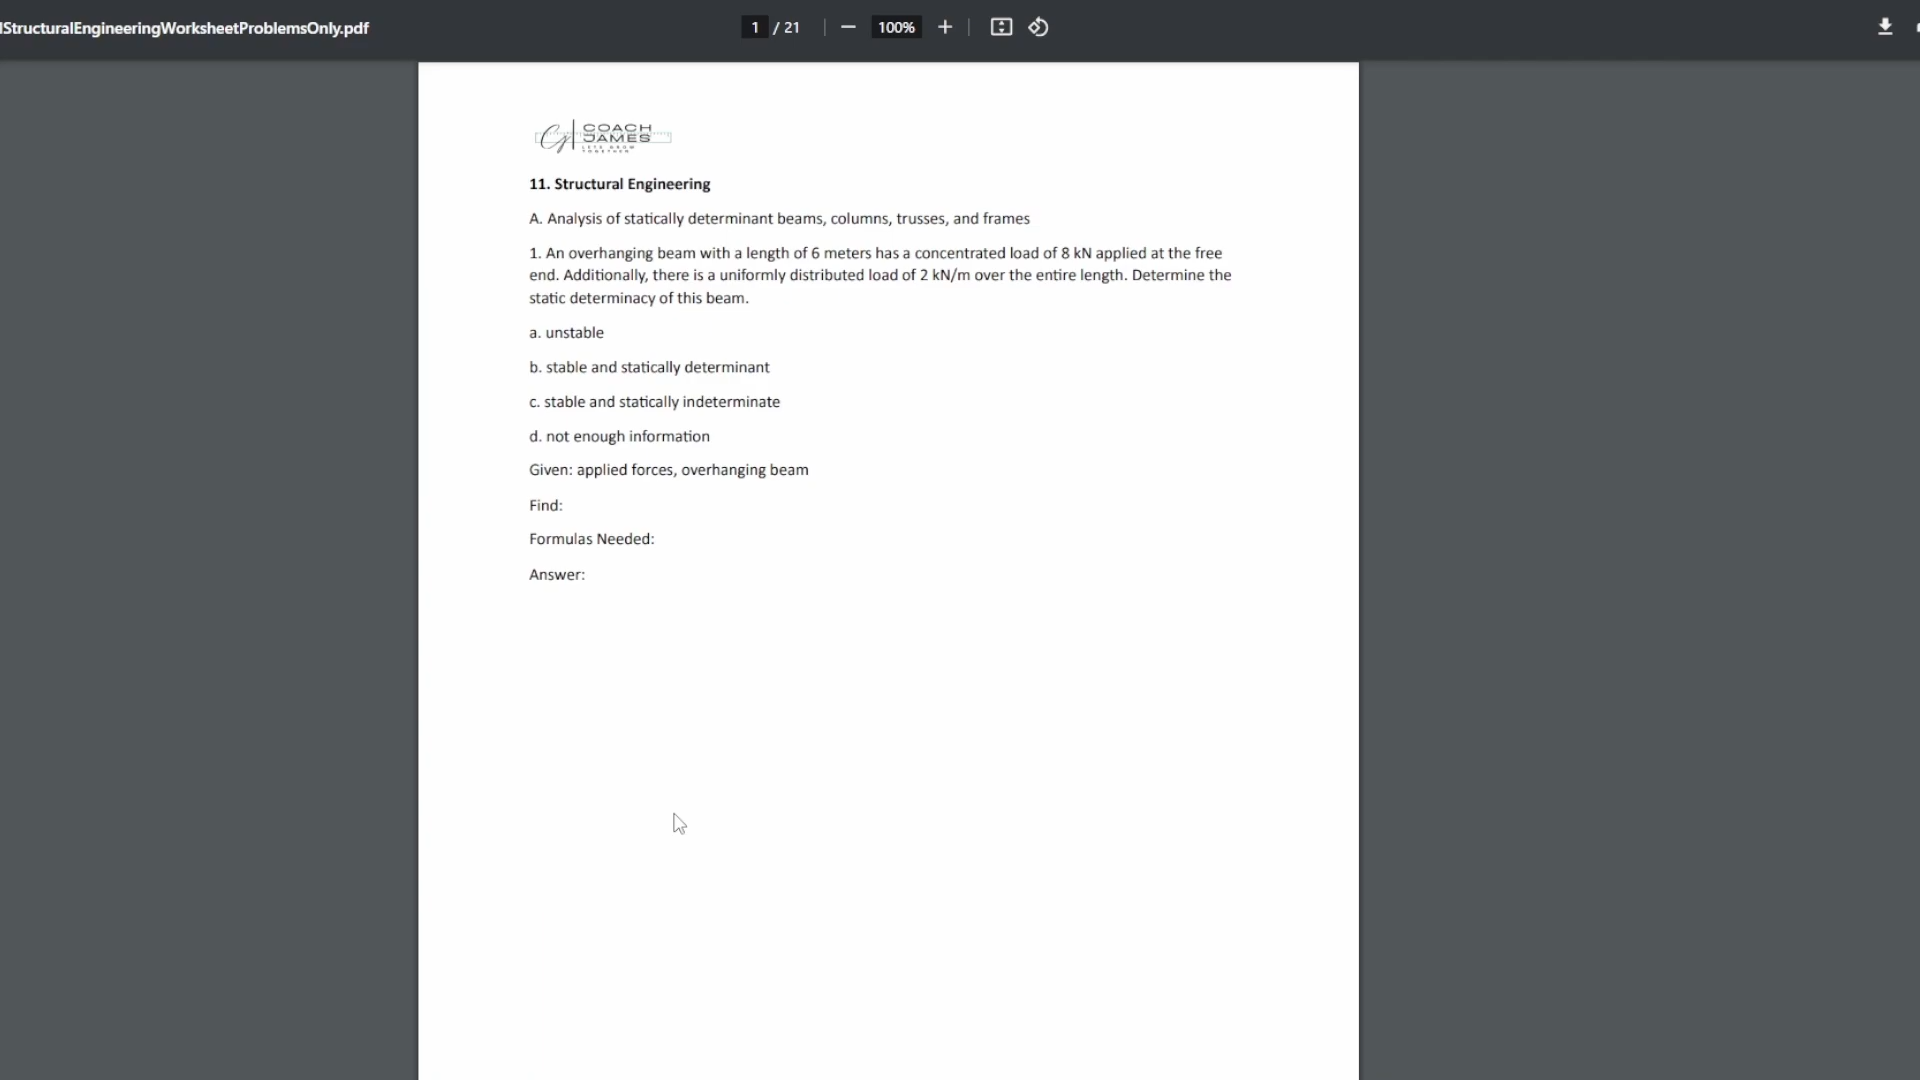 lStructuralEngineeringWorksheetProblemsOnly.pdf
1 / 21
100%
COACH
JAMES
LETS GROW
TOGETHER
11. Structural Engineering
A. Analysis of statically determinant beams, columns, trusses, and frames
1. An overhanging beam with a length of 6 meters has a concentrated load of 8 kN applied at the free
end. Additionally, there is a uniformly distributed load of 2 kN/m over the entire length. Determine the
static determinacy of this beam.
a. unstable
b. stable and statically determinant
c. stable and statically indeterminate
d. not enough information
Given: applied forces, overhanging beam
Find:
Formulas Needed:
Answer: